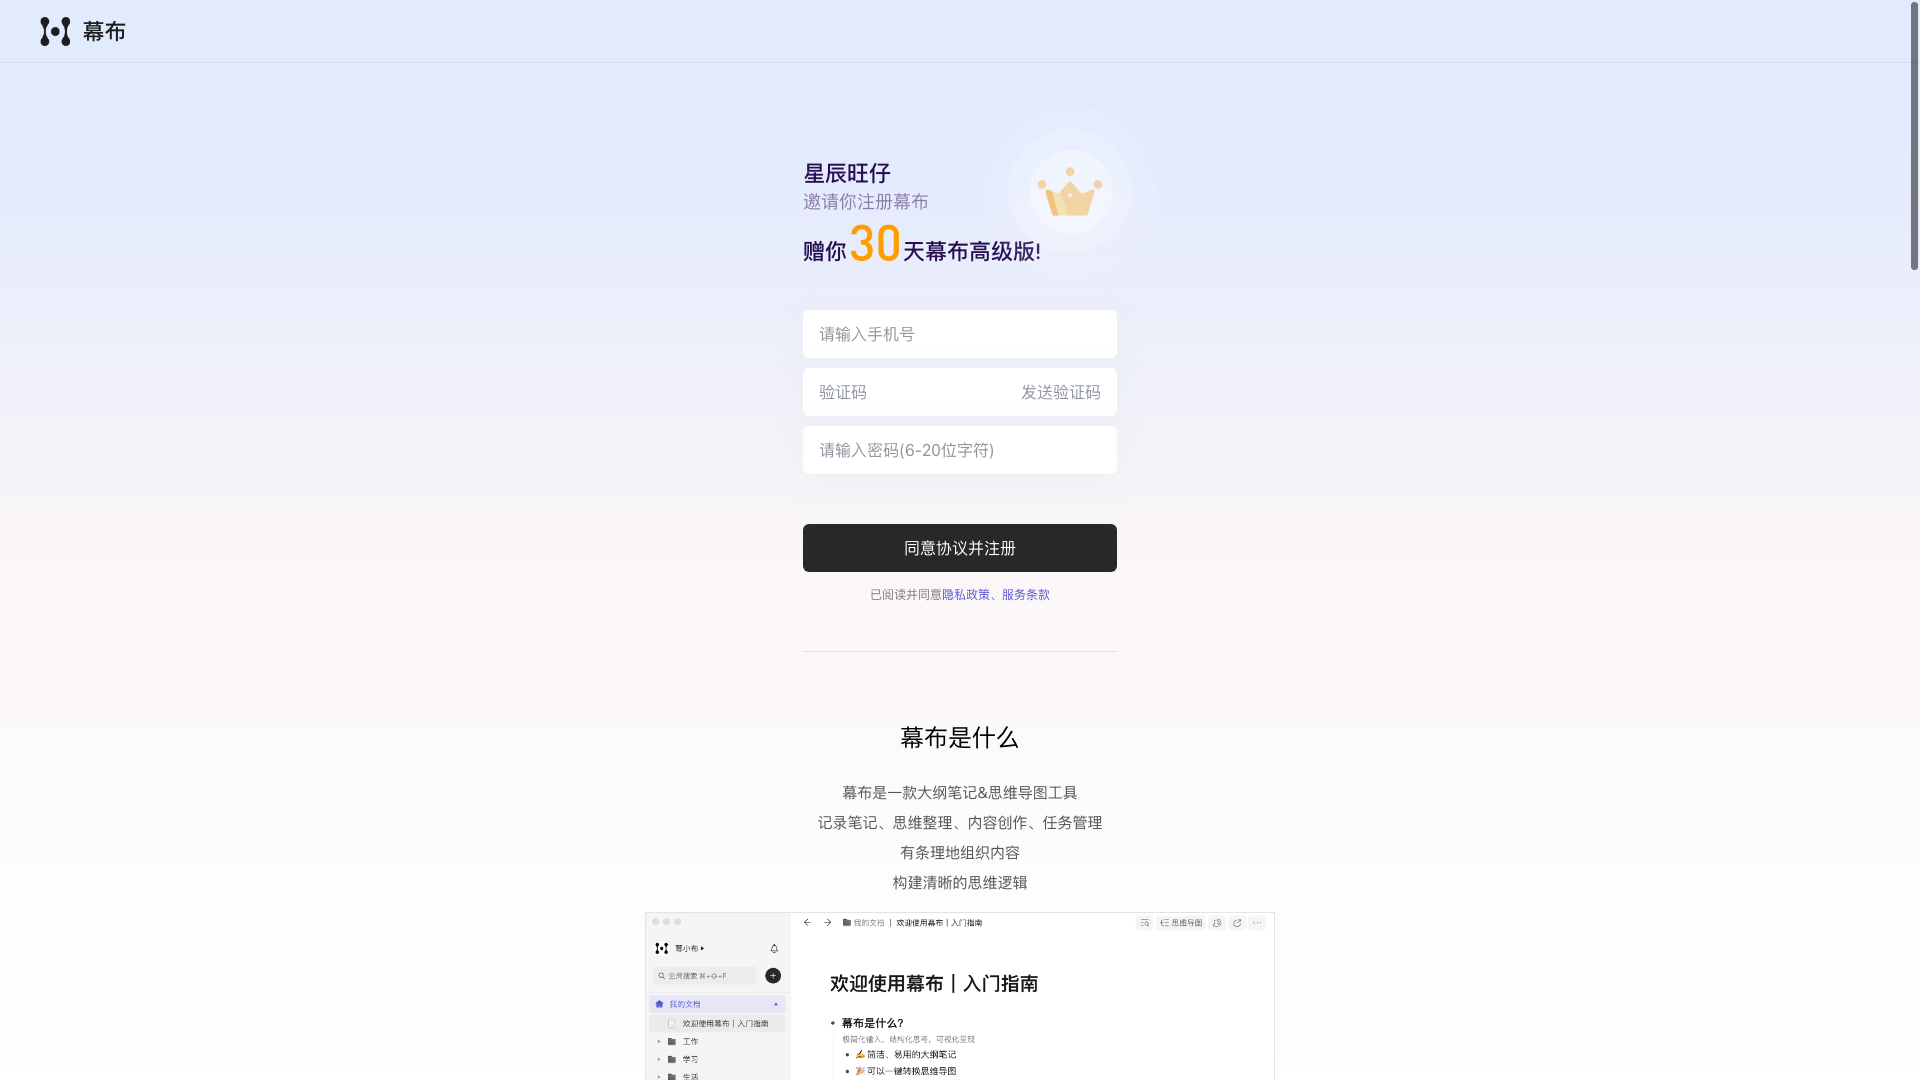 幕布
星辰旺仔
邀请你注册幕布
赠你30天幕布高级版!
请输入手机号
验证码 发送验证码
请输入密码(6-20位字符)
同意协议并注册
已阅读并同意隐私政策、服务条款
幕布是什么
幕布是一款大纲笔记&思维导图工具
记录笔记、思维整理、内容创作、任务管理
有条理地组织内容
构建清晰的思维逻辑
我的文档 | 欢迎使用幕布 | 入门指南 思维导图
幕小布
全局搜索 ⌘+⇧+F
我的文档
欢迎使用幕布 | 入门指南
工作
学习
生活
欢迎使用幕布 | 入门指南
幕布是什么?
极简化输入, 结构化思考, 可视化呈现
✍️ 简洁、易用的大纲笔记
🎉 可以一键转换思维导图